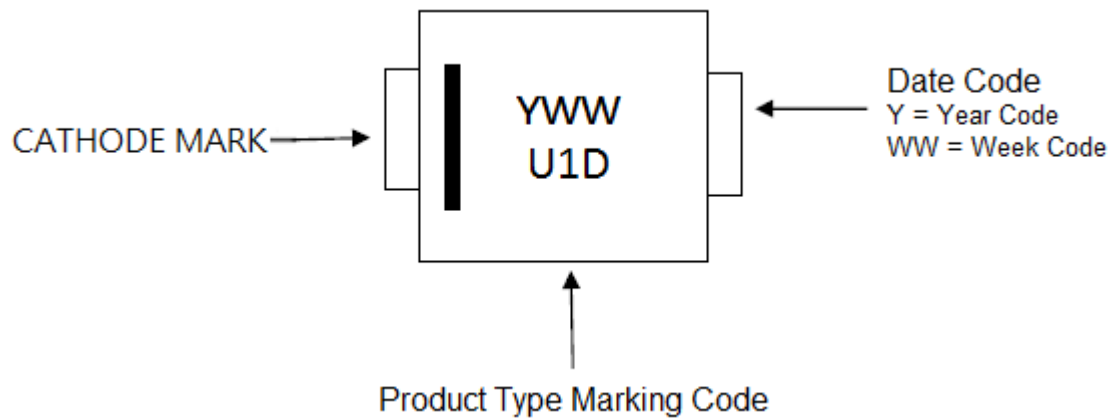 CATHODE MARK
YWW
U1D
Date Code
Y = Year Code
WW = Week Code
Product Type Marking Code